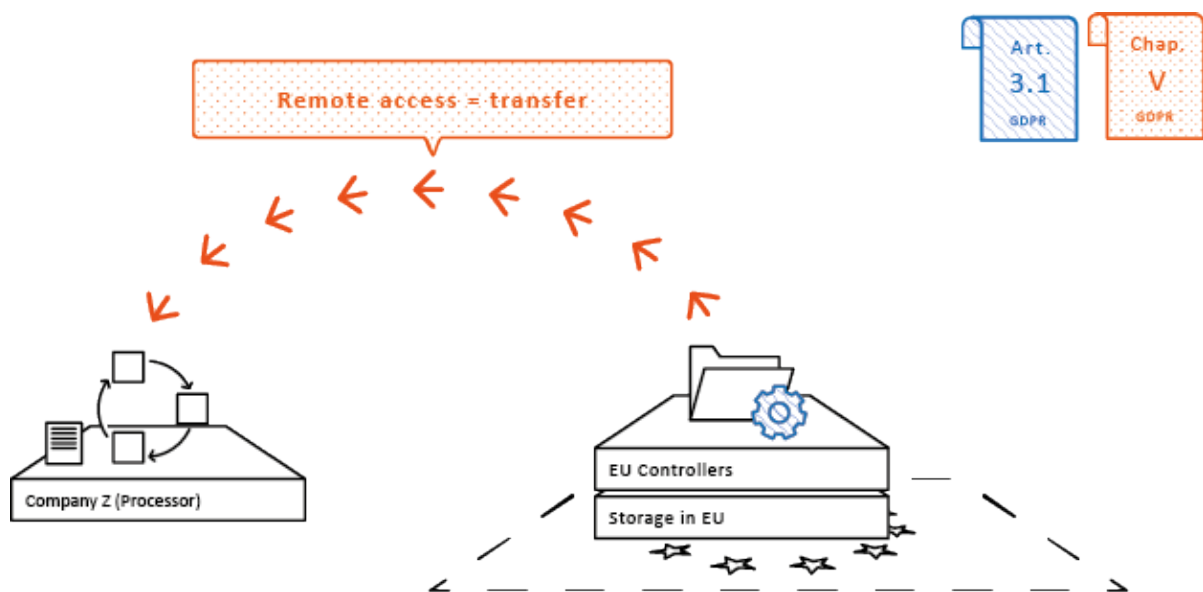 Remote access = transfer
Art.
3.1
GDPR
Chap.
V
GDPR
Company Z (Processor)
EU Controllers
Storage in EU